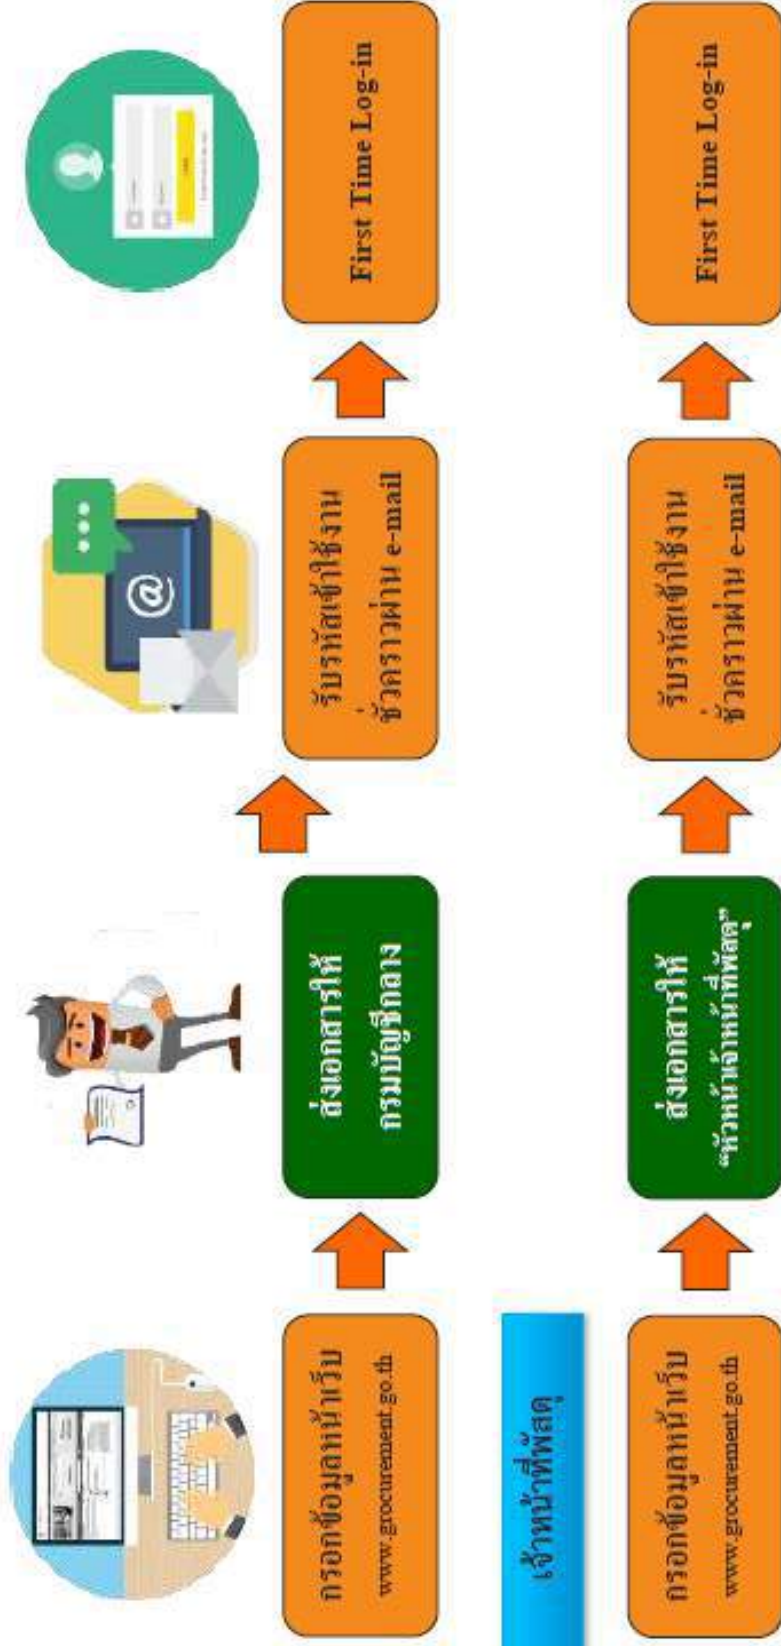 กรอกข้อมูลหน้าเว็บ
www.gprocurement.go.th
ส่งเอกสารให้
กรมบัญชีกลาง
รับรหัสเข้าใช้งาน
ชั่วคราวผ่าน e-mail
First Time Log-in
เจ้าหน้าที่พัสดุ
กรอกข้อมูลหน้าเว็บ
www.gprocurement.go.th
ส่งเอกสารให้
“หัวหน้าเจ้าหน้าที่พัสดุ”
รับรหัสเข้าใช้งาน
ชั่วคราวผ่าน e-mail
First Time Log-in